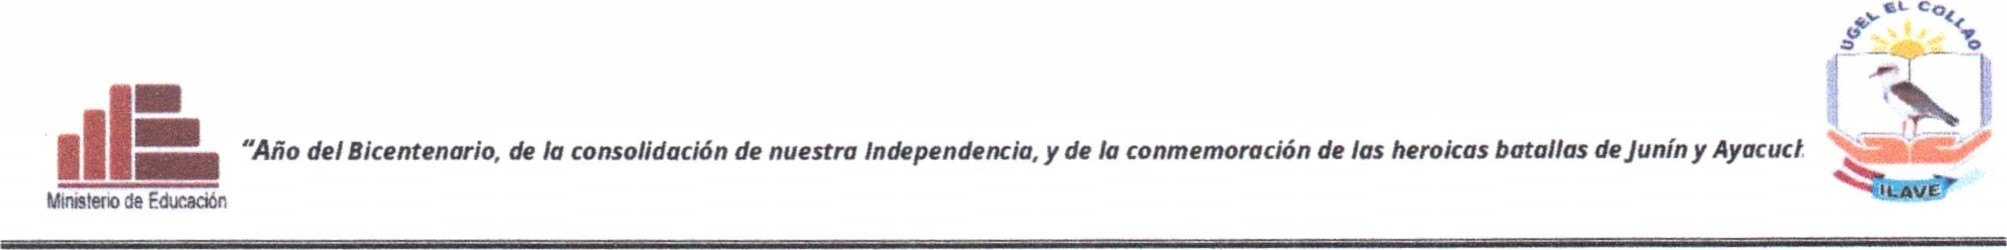 UGEL EL COLLAO
"Año del Bicentenario, de la consolidación de nuestra Independencia, y de la conmemoración de las heroicas batallas de Junín y Ayacuch
Ministerio de Educación
ILAVE